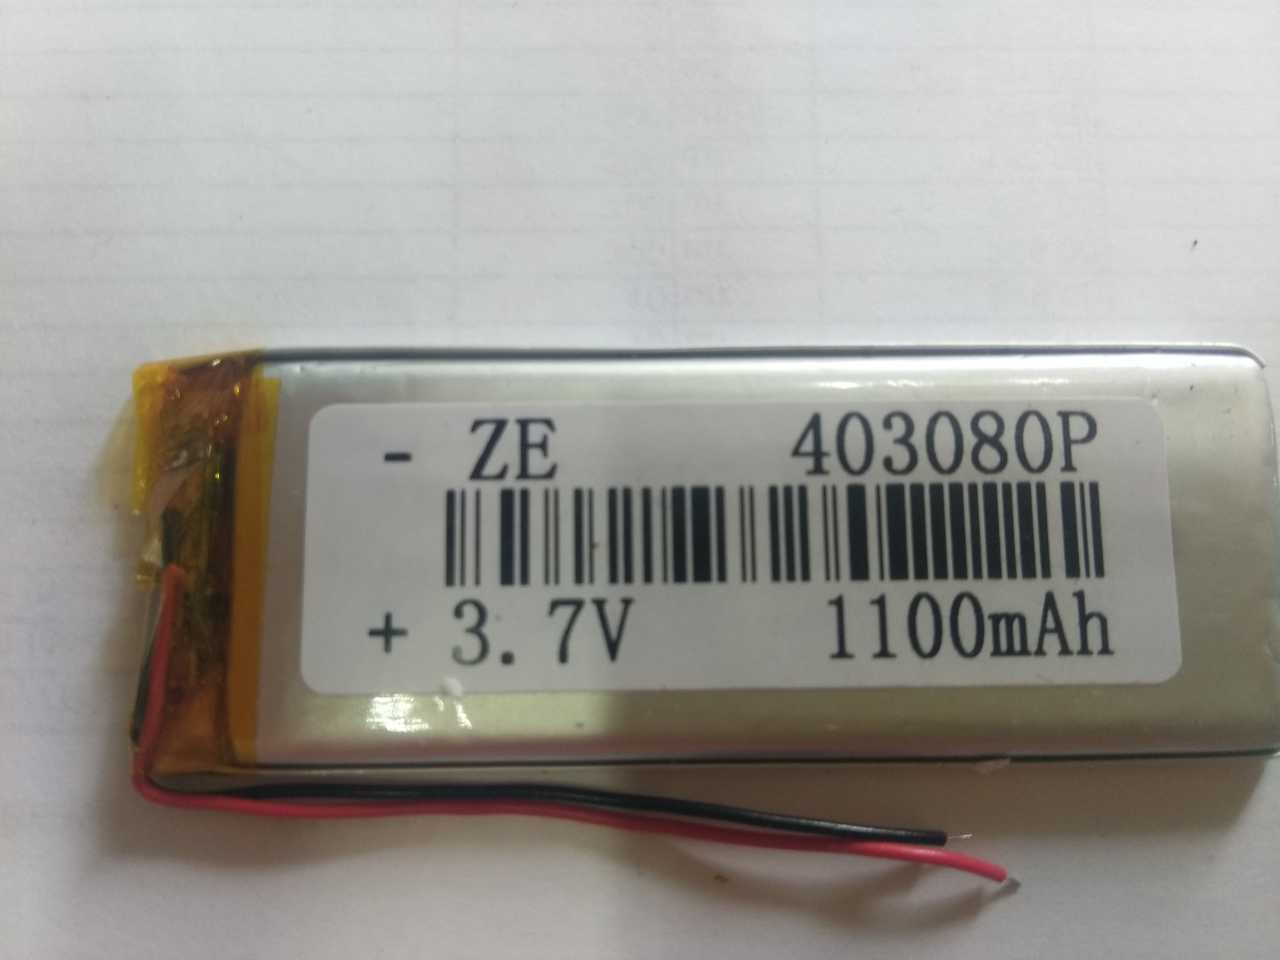 - ZE 403080P
+ 3.7V 1100mAh